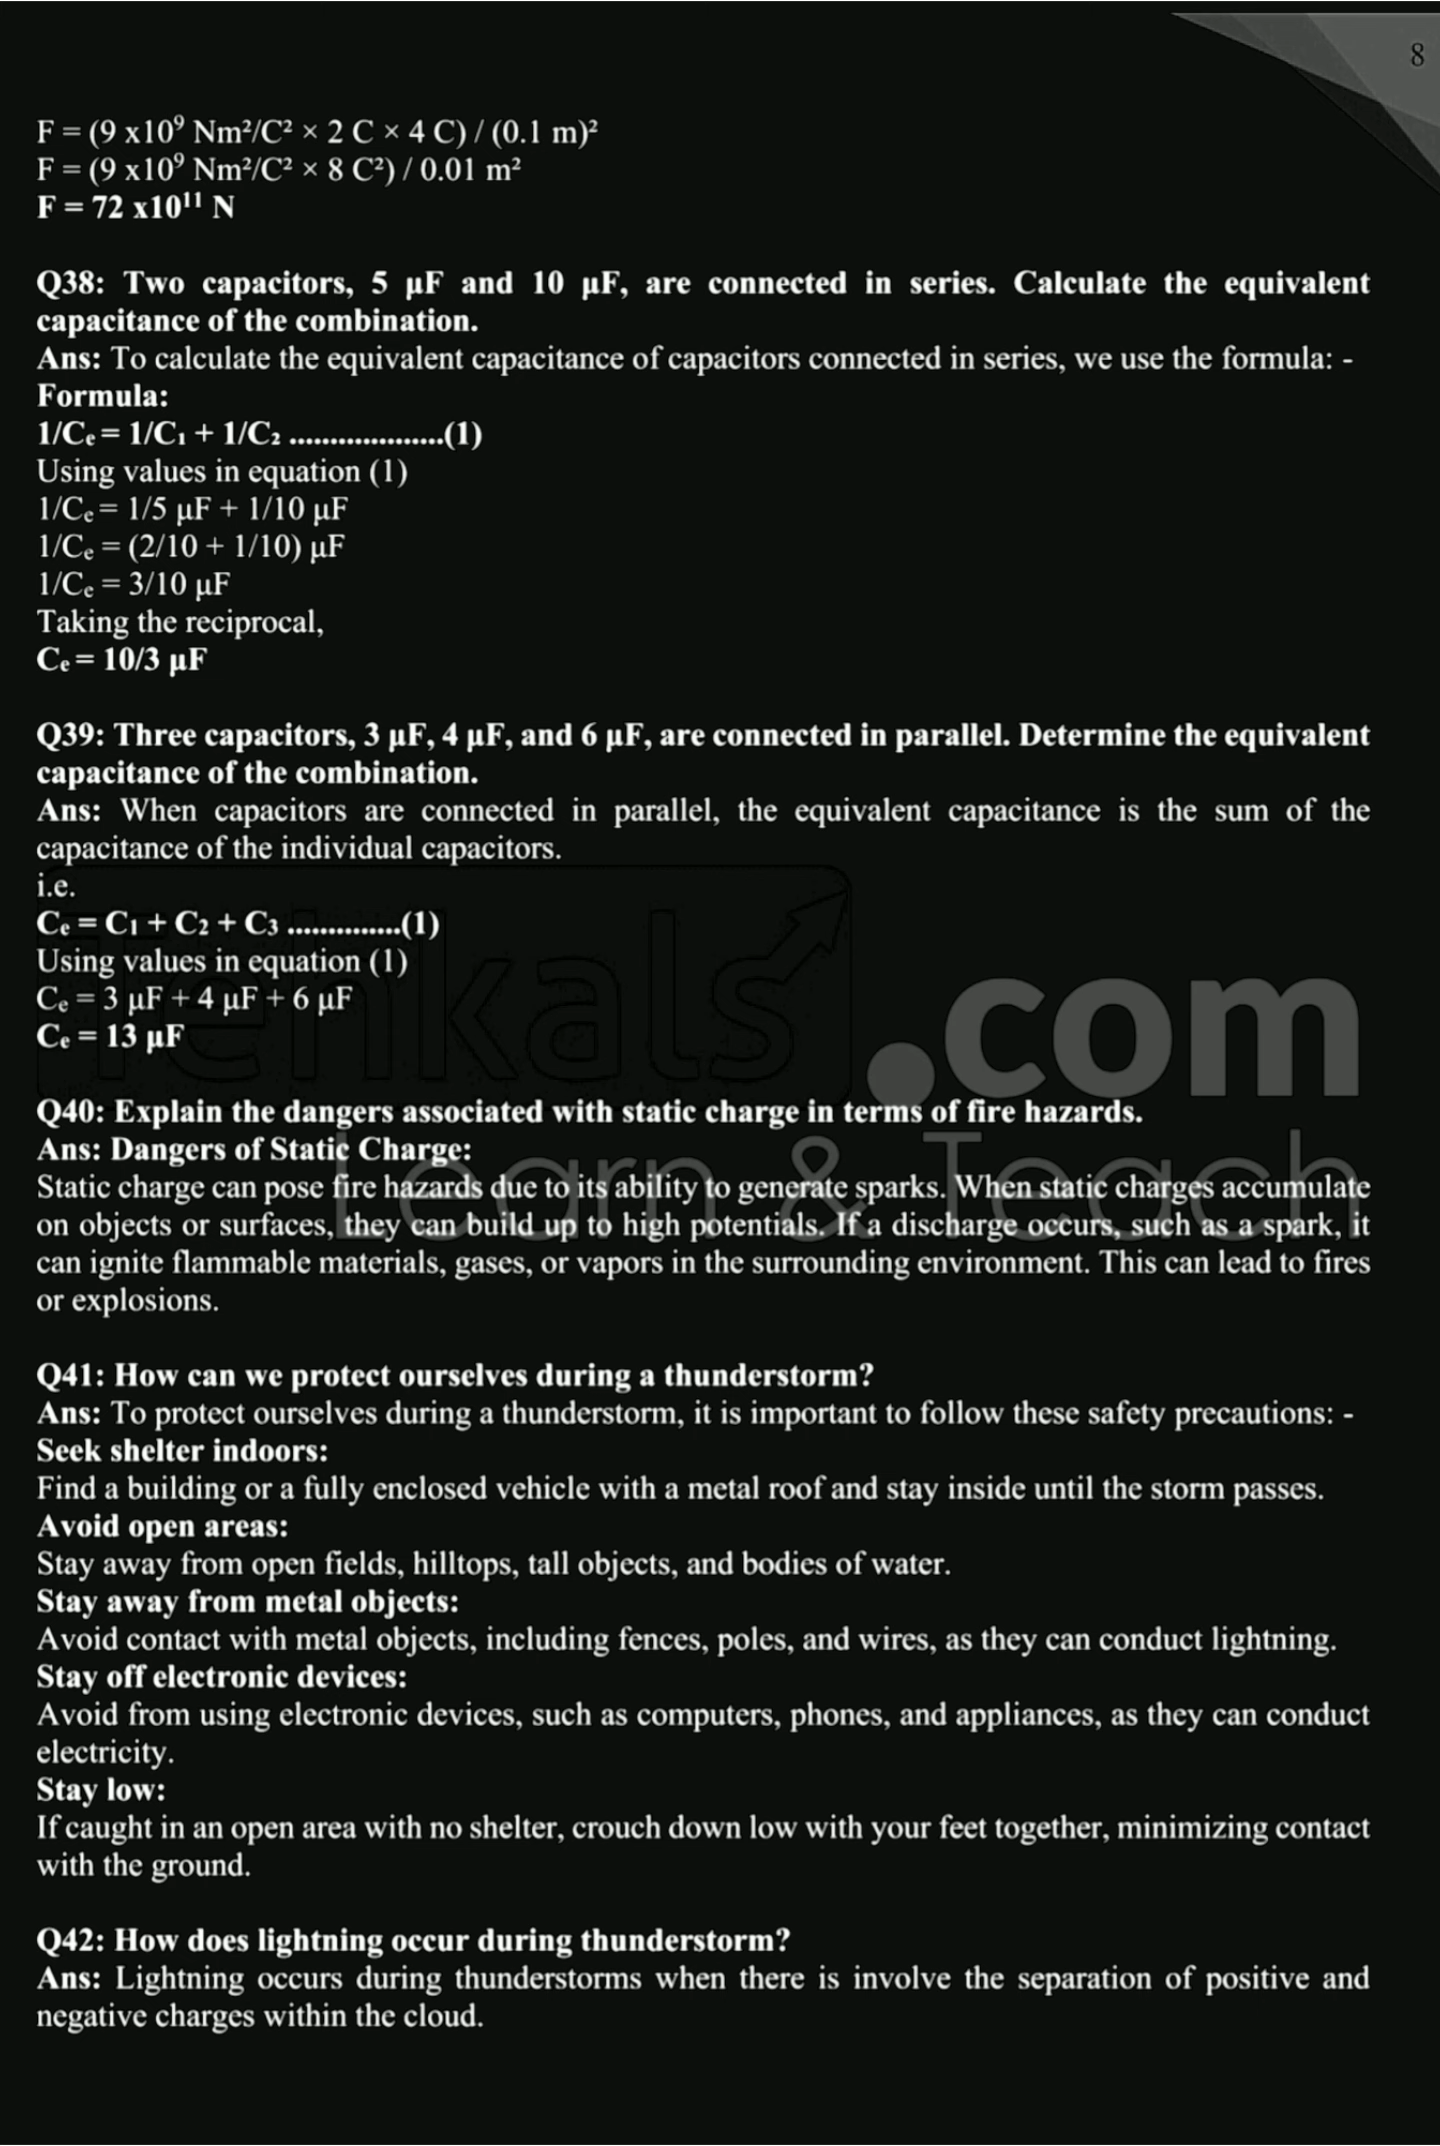 8
F = (9 x10⁹ Nm²/C² × 2 C × 4 C) / (0.1 m)²
F = (9 x10⁹ Nm²/C² × 8 C²) / 0.01 m²
F = 72 x10¹¹ N
Q38: Two capacitors, 5 µF and 10 µF, are connected in series. Calculate the equivalent
capacitance of the combination.
Ans: To calculate the equivalent capacitance of capacitors connected in series, we use the formula: -
Formula:
1/Cₑ = 1/C₁ + 1/C₂ ...................(1)
Using values in equation (1)
1/Cₑ = 1/5 µF + 1/10 µF
1/Cₑ = (2/10 + 1/10) µF
1/Cₑ = 3/10 µF
Taking the reciprocal,
Cₑ = 10/3 µF
Q39: Three capacitors, 3 µF, 4 µF, and 6 µF, are connected in parallel. Determine the equivalent
capacitance of the combination.
Ans: When capacitors are connected in parallel, the equivalent capacitance is the sum of the
capacitance of the individual capacitors.
i.e.
Cₑ = C₁ + C₂ + C₃ ..............(1)
Using values in equation (1)
Cₑ = 3 µF + 4 µF + 6 µF
Cₑ = 13 µF
Tehkals.com
Learn & Teach
Q40: Explain the dangers associated with static charge in terms of fire hazards.
Ans: Dangers of Static Charge:
Static charge can pose fire hazards due to its ability to generate sparks. When static charges accumulate
on objects or surfaces, they can build up to high potentials. If a discharge occurs, such as a spark, it
can ignite flammable materials, gases, or vapors in the surrounding environment. This can lead to fires
or explosions.
Q41: How can we protect ourselves during a thunderstorm?
Ans: To protect ourselves during a thunderstorm, it is important to follow these safety precautions: -
Seek shelter indoors:
Find a building or a fully enclosed vehicle with a metal roof and stay inside until the storm passes.
Avoid open areas:
Stay away from open fields, hilltops, tall objects, and bodies of water.
Stay away from metal objects:
Avoid contact with metal objects, including fences, poles, and wires, as they can conduct lightning.
Stay off electronic devices:
Avoid from using electronic devices, such as computers, phones, and appliances, as they can conduct
electricity.
Stay low:
If caught in an open area with no shelter, crouch down low with your feet together, minimizing contact
with the ground.
Q42: How does lightning occur during thunderstorm?
Ans: Lightning occurs during thunderstorms when there is involve the separation of positive and
negative charges within the cloud.